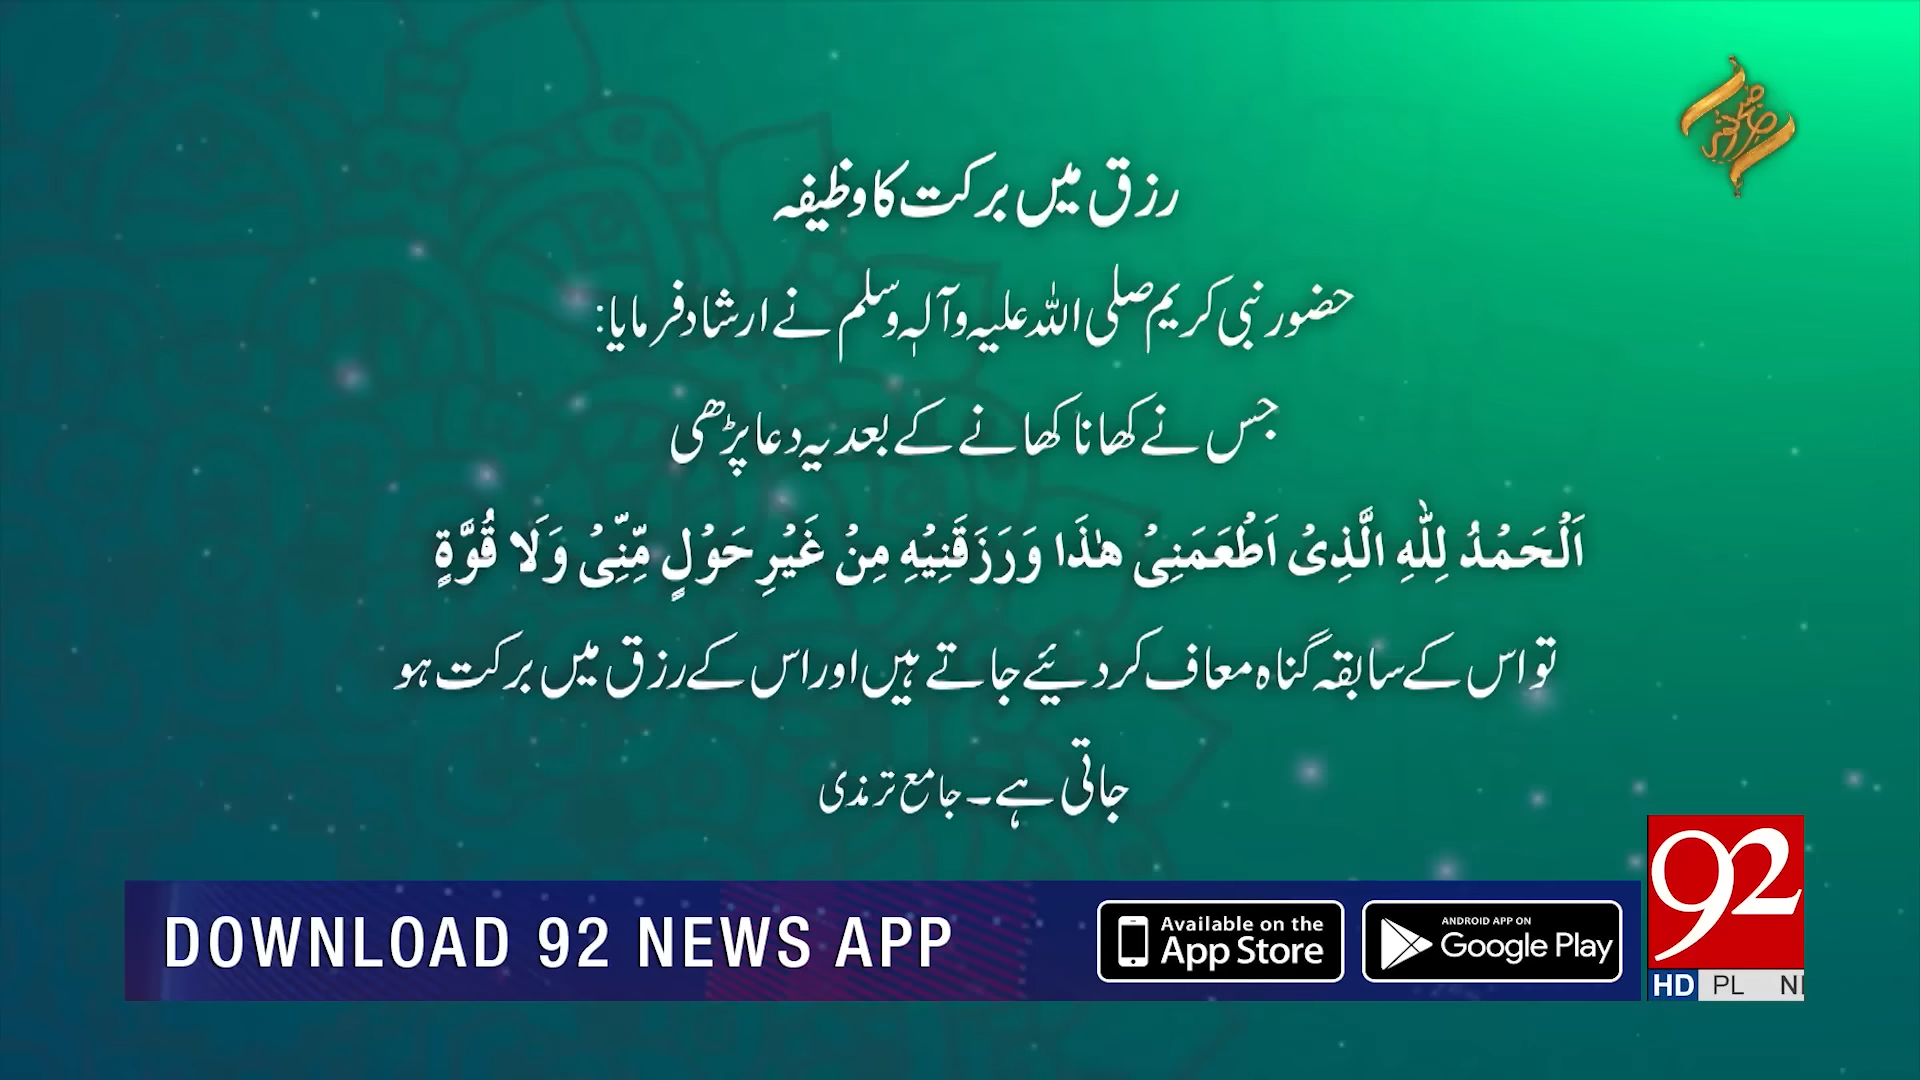 رزق میں برکت کا وظیفہ
حضور نبی کریم صلی اللہ علیہ وآلہٖ وسلم نے ارشاد فرمایا:
جس نے کھانا کھانے کے بعد یہ دعا پڑھی
اَلْحَمْدُ لِلّٰهِ الَّذِیْ اَطْعَمَنِیْ هٰذَا وَرَزَقَنِیْهِ مِنْ غَیْرِ حَوْلٍ مِّنِّیْ وَلَا قُوَّةٍ
تو اس کے سابقہ گناہ معاف کر دئیے جاتے ہیں اور اس کے رزق میں برکت ہو
جاتی ہے۔ جامع ترمذی
DOWNLOAD 92 NEWS APP
Available on the
App Store
ANDROID APP ON
Google Play
92
HD PL